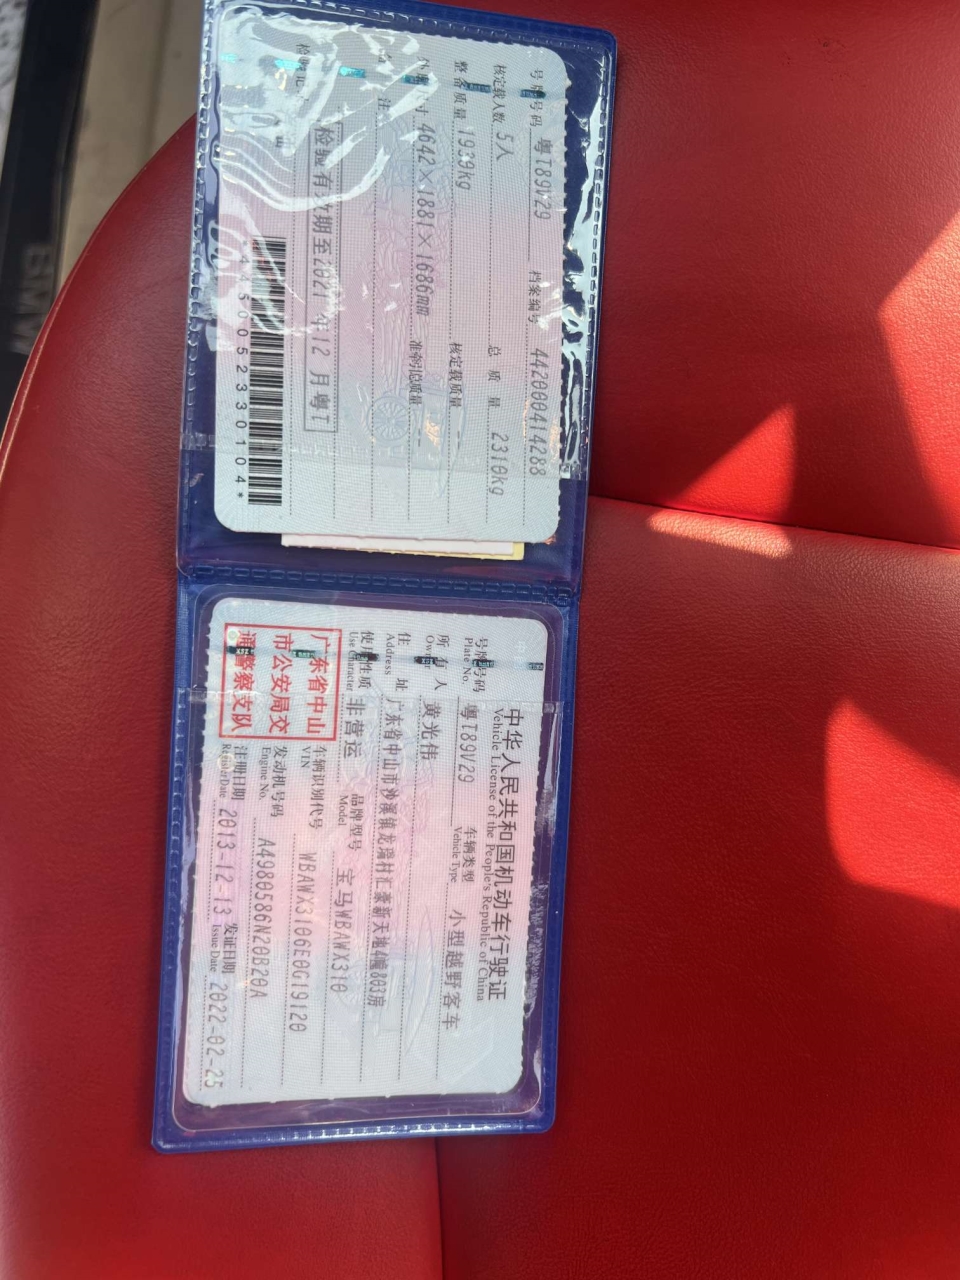 号牌号码 粤T89V29 档案编号 442000414288
核定载人数 5人 总质量 2310kg
整备质量 1939kg 核定载质量 --
外廓尺寸 4642×1881×1686mm 准牵引总质量 --
备注
检验有效期至2021年12月粤T
检验记录
中华人民共和国机动车行驶证
Vehicle License of the People's Republic of China
号牌号码 粤T89V29 车辆类型 小型越野客车
Plate No. Vehicle Type
所有人 黄光伟
Owner
住址 广东省中山市沙溪镇龙瑞村汇豪新天地4幢803房
Address
使用性质 非营运 品牌型号 宝马WBAWX310
Use Character Model
广东省中山市公安局交通警察支队
车辆识别代号 WBAWX3106E0G19120
VIN
发动机号码 A4980586N20B20A
Engine No.
注册日期 2013-12-13 发证日期 2022-02-25
Register Date Issue Date
BMW